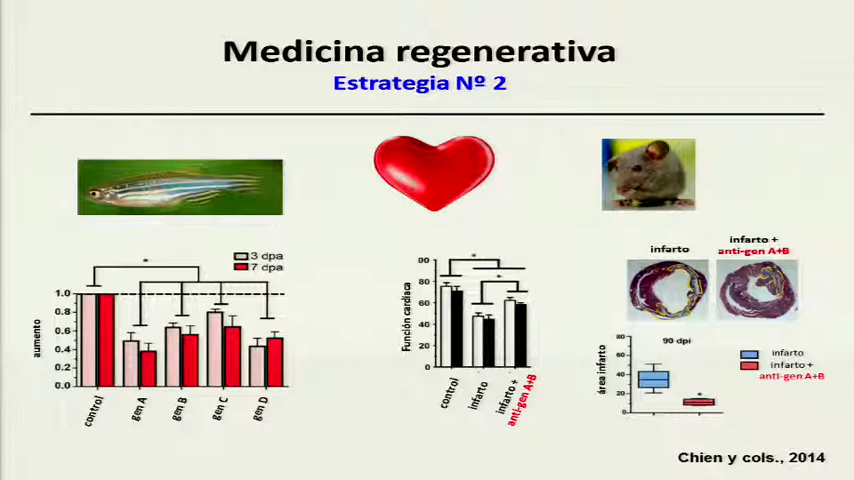 Medicina regenerativa
Estrategia Nº 2
3 dpa
7 dpa
*
aumento
1.0
0.8
0.6
0.4
0.2
0.0
control
gen A
gen B
gen C
gen D
*
*
Función cardíaca
00
80
60
40
20
0
control
infarto
infarto +
anti-gen A+B
infarto
infarto +
anti-gen A+B
90 dpi
área infarto
80
60
40
20
0
*
infarto
infarto +
anti-gen A+B
Chien y cols., 2014